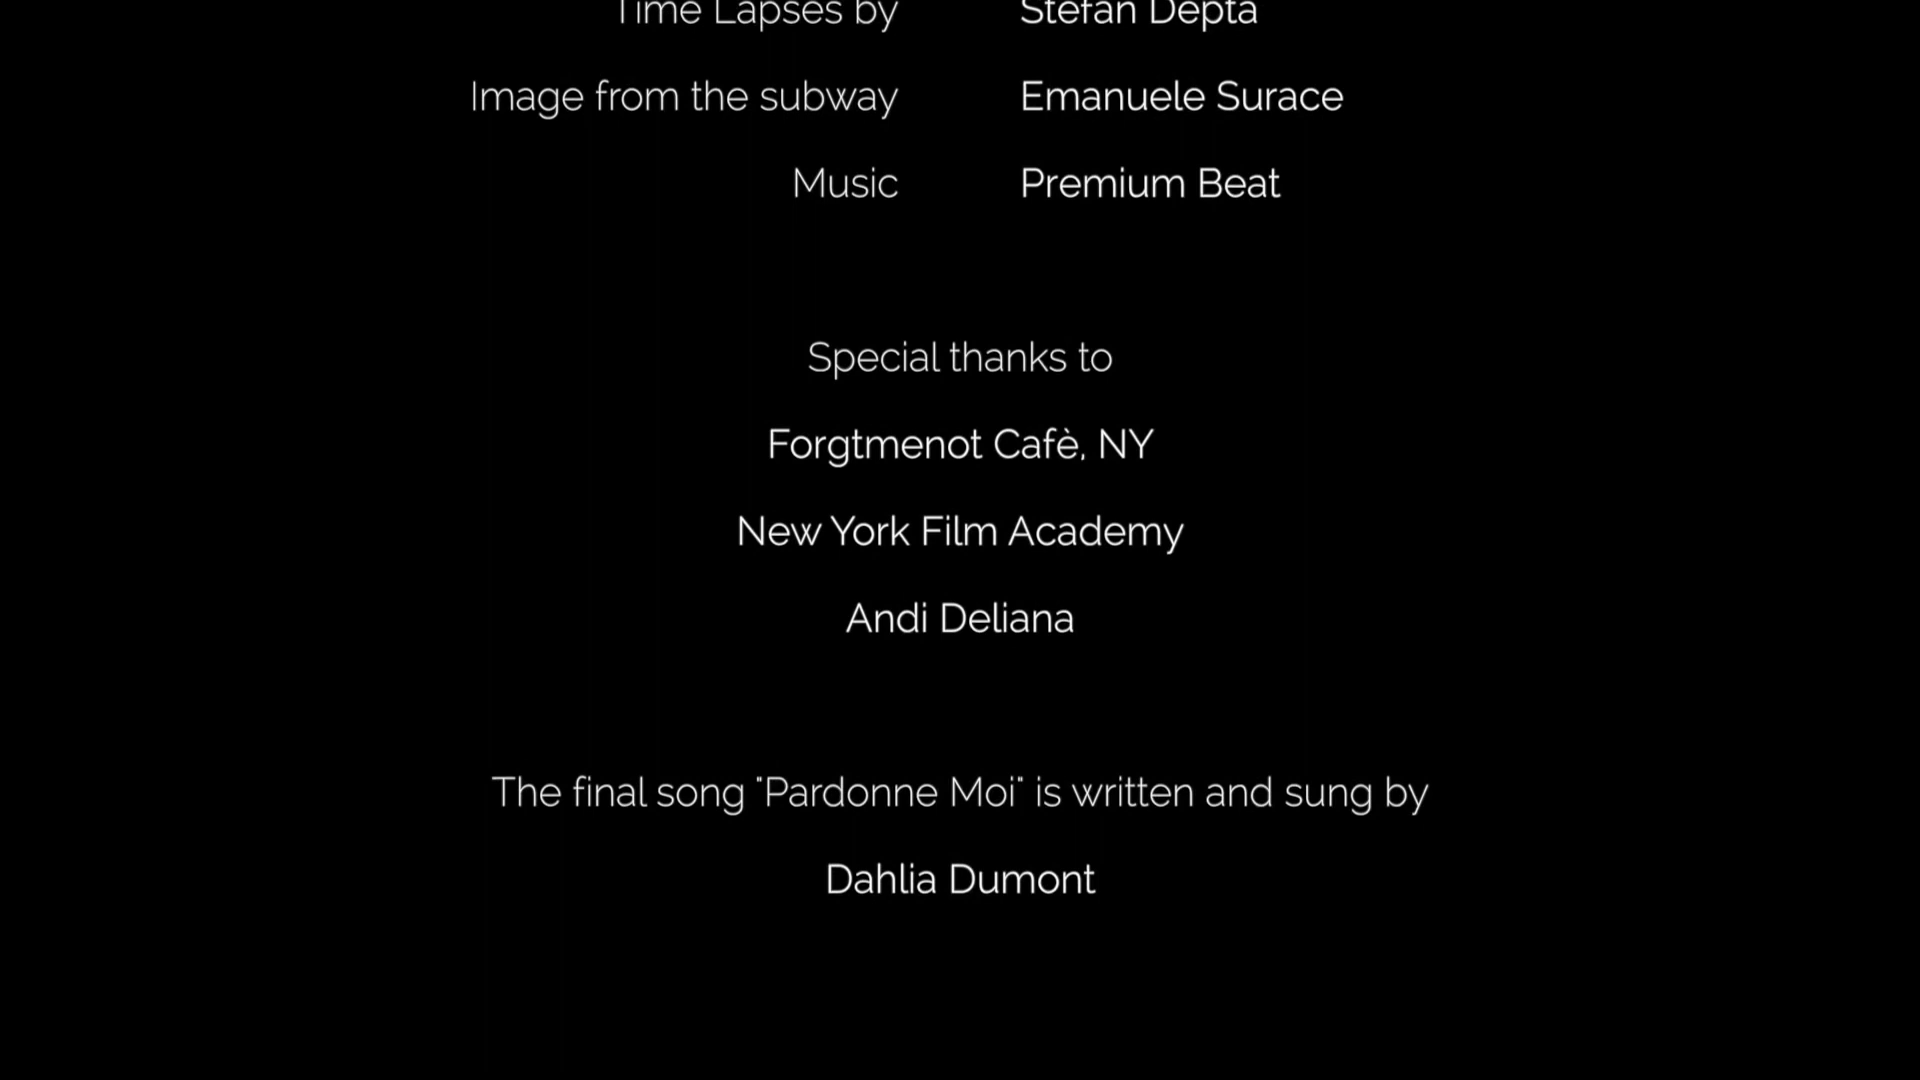 Time Lapses by Stefan Depta
Image from the subway Emanuele Surace
Music Premium Beat
Special thanks to
Forgtmenot Cafè, NY
New York Film Academy
Andi Deliana
The final song "Pardonne Moi" is written and sung by
Dahlia Dumont